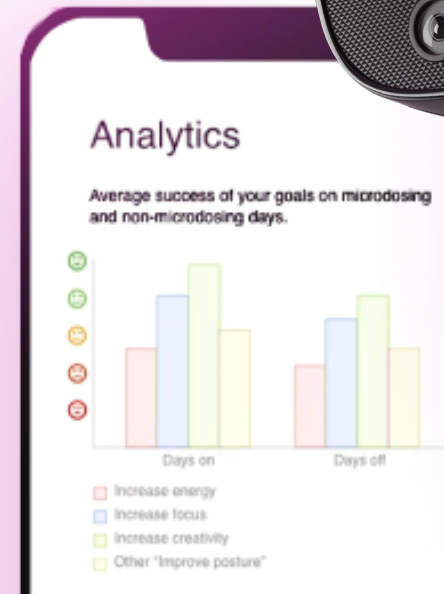 Analytics
Average success of your goals on microdosing
and non-microdosing days.
Days on
Days off
Increase energy
Increase focus
Increase creativity
Other "Improve posture"